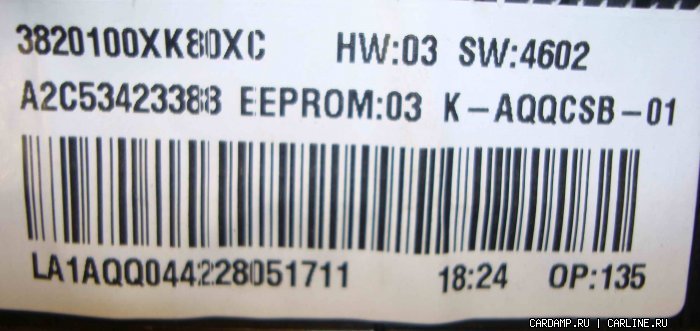 3820100XK80XC HW:03 SW:4602
A2C53423388 EEPROM:03 K-AQQCSB-01
LA1AQQ044228051711 18:24 OP:135
CARDAMP.RU | CARLINE.RU